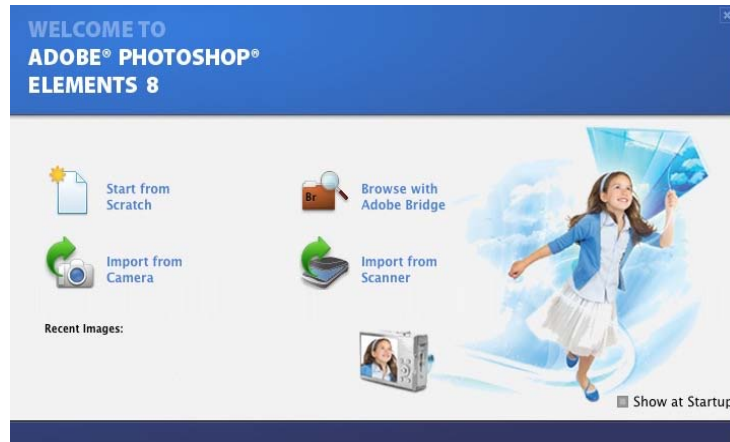 WELCOME TO
ADOBE® PHOTOSHOP®
ELEMENTS 8
Start from
Scratch
Br
Browse with
Adobe Bridge
Import from
Camera
Import from
Scanner
Recent Images:
Show at Startup